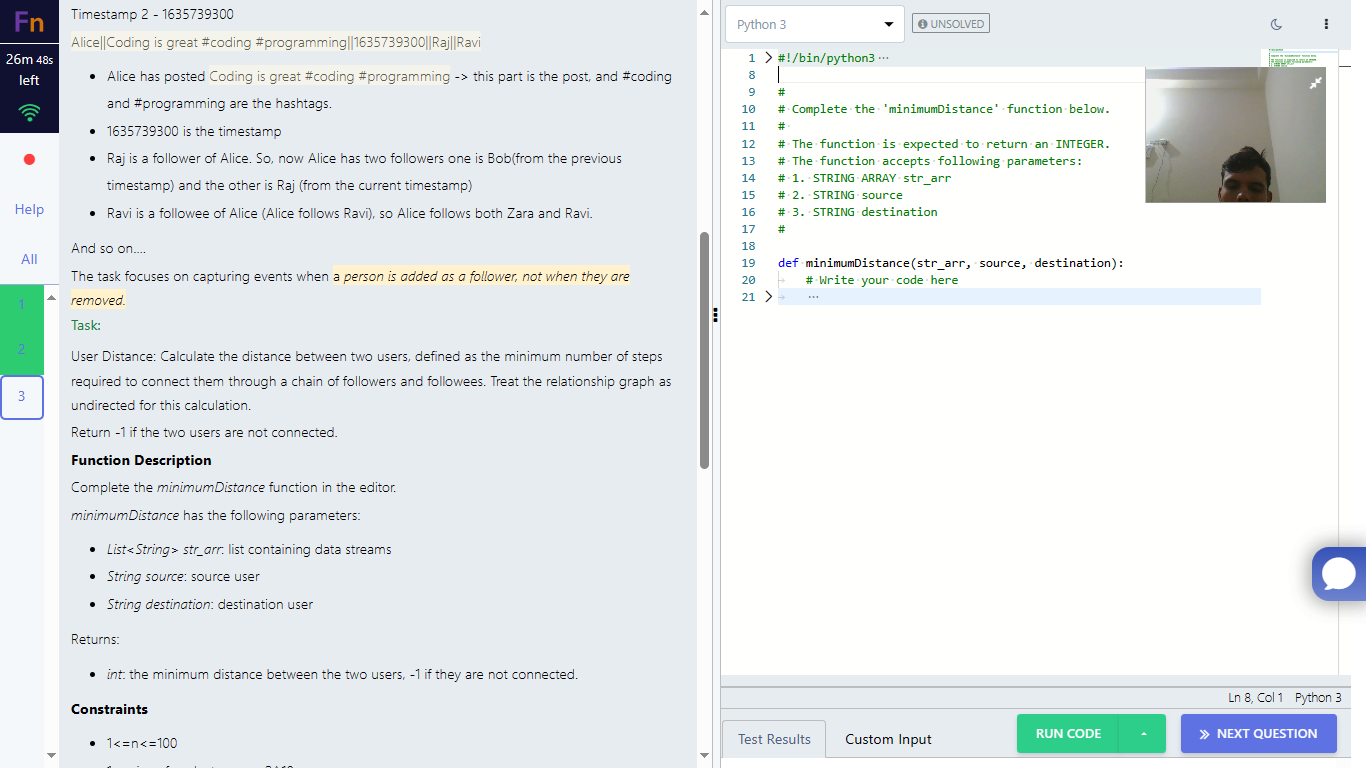 Fn
26m 48s
left
Help
All
1
2
3
Timestamp 2 - 1635739300
Alice||Coding is great #coding #programming||1635739300||Raj||Ravi
Alice has posted Coding is great #coding #programming -> this part is the post, and #coding
and #programming are the hashtags.
1635739300 is the timestamp
Raj is a follower of Alice. So, now Alice has two followers one is Bob(from the previous
timestamp) and the other is Raj (from the current timestamp)
Ravi is a followee of Alice (Alice follows Ravi), so Alice follows both Zara and Ravi.
And so on....
The task focuses on capturing events when a person is added as a follower, not when they are
removed.
Task:
User Distance: Calculate the distance between two users, defined as the minimum number of steps
required to connect them through a chain of followers and followees. Treat the relationship graph as
undirected for this calculation.
Return -1 if the two users are not connected.
Function Description
Complete the minimumDistance function in the editor.
minimumDistance has the following parameters:
List<String> str_arr: list containing data streams
String source: source user
String destination: destination user
Returns:
int: the minimum distance between the two users, -1 if they are not connected.
Constraints
1<=n<=100
Python 3
UNSOLVED
1 #!/bin/python3 ...
8
9 #
10 # Complete the 'minimumDistance' function below.
11 #
12 # The function is expected to return an INTEGER.
13 # The function accepts following parameters:
14 # 1. STRING ARRAY str_arr
15 # 2. STRING source
16 # 3. STRING destination
17 #
18
19 def minimumDistance(str_arr, source, destination):
20 # Write your code here
21 ...
Ln 8, Col 1 Python 3
Test Results
Custom Input
RUN CODE
NEXT QUESTION